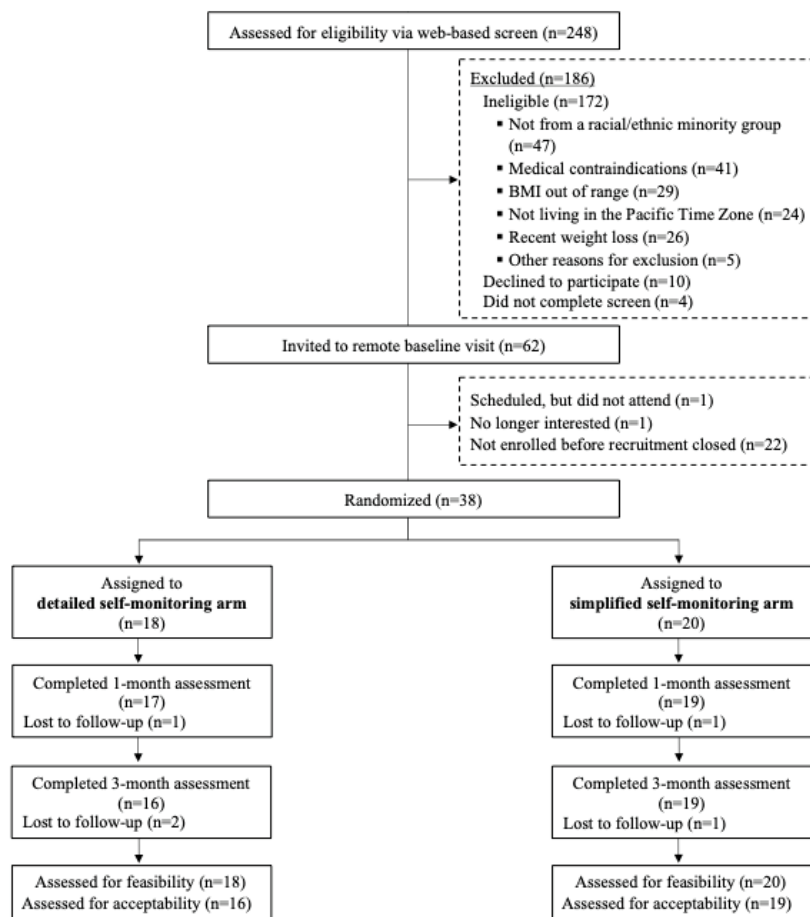 Assessed for eligibility via web-based screen (n=248)
Excluded (n=186)
Ineligible (n=172)
▪ Not from a racial/ethnic minority group
(n=47)
▪ Medical contraindications (n=41)
▪ BMI out of range (n=29)
▪ Not living in the Pacific Time Zone (n=24)
▪ Recent weight loss (n=26)
▪ Other reasons for exclusion (n=5)
Declined to participate (n=10)
Did not complete screen (n=4)
Invited to remote baseline visit (n=62)
Scheduled, but did not attend (n=1)
No longer interested (n=1)
Not enrolled before recruitment closed (n=22)
Randomized (n=38)
Assigned to
detailed self-monitoring arm
(n=18)
Assigned to
simplified self-monitoring arm
(n=20)
Completed 1-month assessment
(n=17)
Lost to follow-up (n=1)
Completed 1-month assessment
(n=19)
Lost to follow-up (n=1)
Completed 3-month assessment
(n=16)
Lost to follow-up (n=2)
Completed 3-month assessment
(n=19)
Lost to follow-up (n=1)
Assessed for feasibility (n=18)
Assessed for acceptability (n=16)
Assessed for feasibility (n=20)
Assessed for acceptability (n=19)